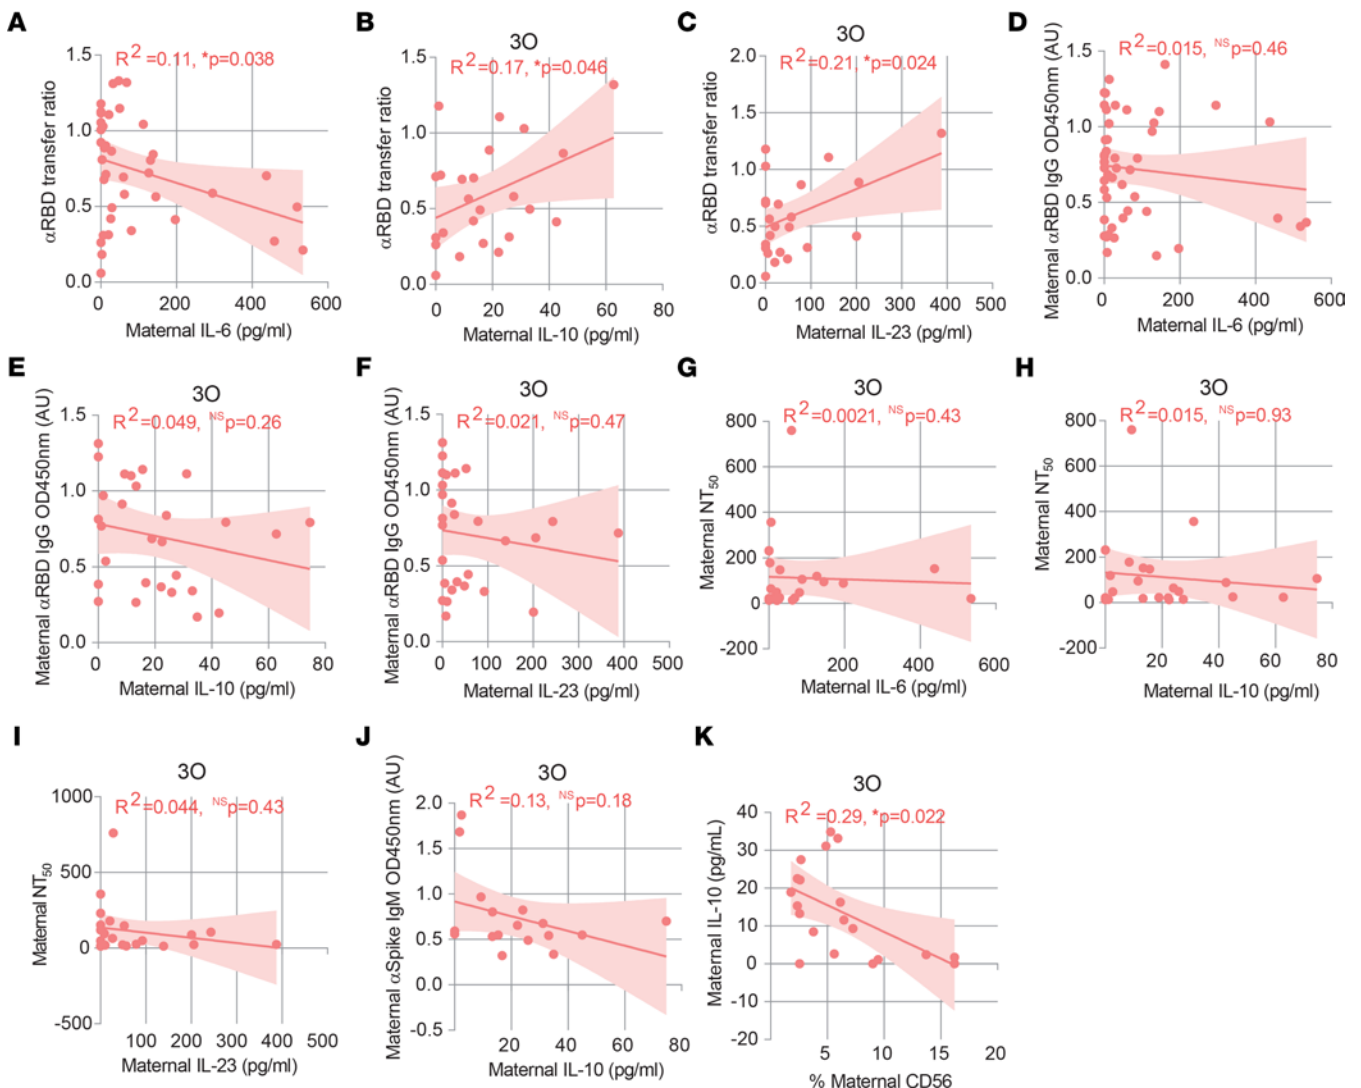 A
R2=0.11, *p=0.038
αRBD transfer ratio
1.5
1.0
0.5
0.0
0 200 400 600
Maternal IL-6 (pg/ml)
B
3O
R2=0.17, *p=0.046
αRBD transfer ratio
1.5
1.0
0.5
0.0
0 20 40 60 80
Maternal IL-10 (pg/ml)
C
3O
R2=0.21, *p=0.024
αRBD transfer ratio
2.0
1.5
1.0
0.5
0.0
0 100 200 300 400 500
Maternal IL-23 (pg/ml)
D
R2=0.015, NSp=0.46
Maternal αRBD IgG OD450nm (AU)
1.5
1.0
0.5
0.0
0 200 400 600
Maternal IL-6 (pg/ml)
E
3O
R2=0.049, NSp=0.26
Maternal αRBD IgG OD450nm (AU)
1.5
1.0
0.5
0.0
0 20 40 60 80
Maternal IL-10 (pg/ml)
F
3O
R2=0.021, NSp=0.47
Maternal αRBD IgG OD450nm (AU)
1.5
1.0
0.5
0.0
0 100 200 300 400 500
Maternal IL-23 (pg/ml)
G
3O
R2=0.0021, NSp=0.43
Maternal NT50
800
600
400
200
0
-200
200 400 600
Maternal IL-6 (pg/ml)
H
3O
R2=0.015, NSp=0.93
Maternal NT50
800
600
400
200
0
-200
20 40 60 80
Maternal IL-10 (pg/ml)
I
3O
R2=0.044, NSp=0.43
Maternal NT50
1000
500
0
-500
100 200 300 400 500
Maternal IL-23 (pg/ml)
J
3O
R2=0.13, NSp=0.18
Maternal αSpike IgM OD450nm (AU)
2.0
1.5
1.0
0.5
0.0
-0.5
20 40 60 80
Maternal IL-10 (pg/ml)
K
3O
R2=0.29, *p=0.022
Maternal IL-10 (pg/mL)
40
30
20
10
0
-10
-20
5 10 15 20
% Maternal CD56